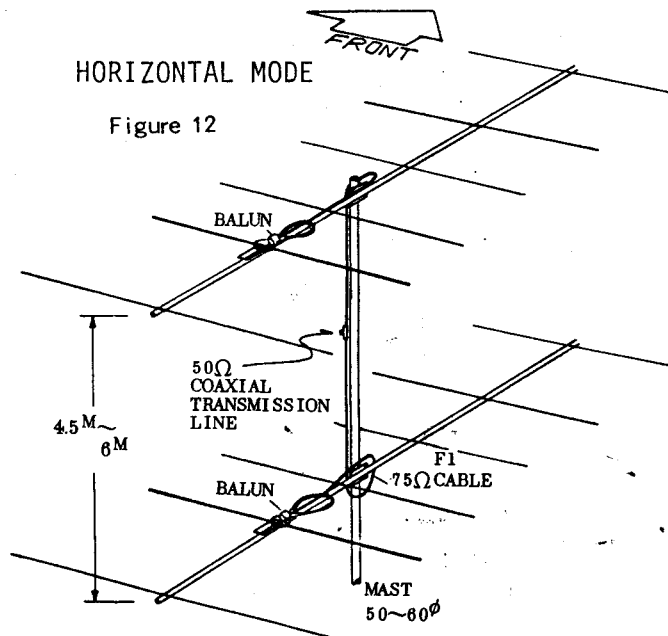 FRONT
HORIZONTAL MODE
Figure 12
BALUN
50Ω
COAXIAL
TRANSMISSION
LINE
4.5M~
6M
F1
75Ω CABLE
BALUN
MAST
50~60φ